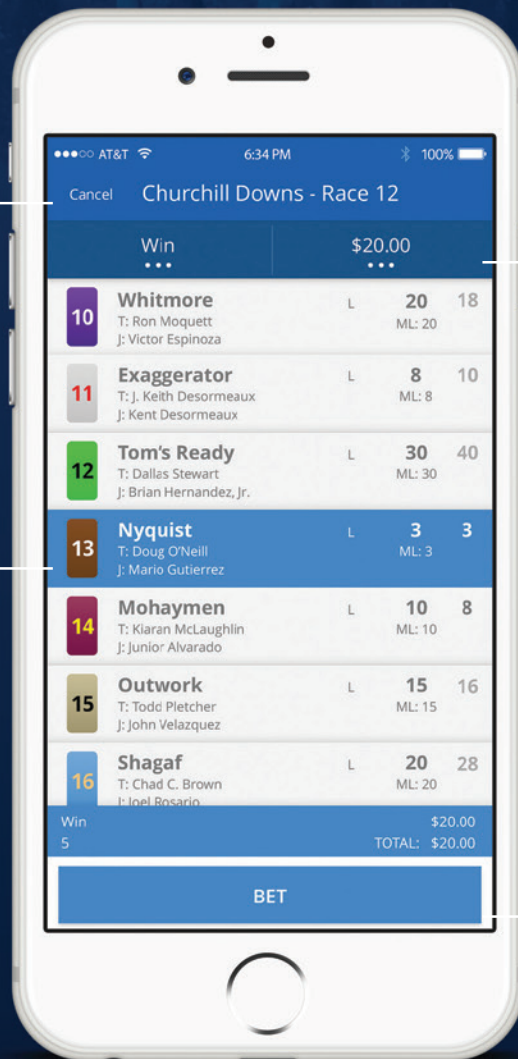 AT&T 6:34 PM 100%
Cancel Churchill Downs - Race 12
Win $20.00
10 Whitmore L 20 18
T: Ron Moquett ML: 20
J: Victor Espinoza
11 Exaggerator L 8 10
T: J. Keith Desormeaux ML: 8
J: Kent Desormeaux
12 Tom's Ready L 30 40
T: Dallas Stewart ML: 30
J: Brian Hernandez, Jr.
13 Nyquist L 3 3
T: Doug O'Neill ML: 3
J: Mario Gutierrez
14 Mohaymen L 10 8
T: Kiaran McLaughlin ML: 10
J: Junior Alvarado
15 Outwork L 15 16
T: Todd Pletcher ML: 15
J: John Velazquez
16 Shagaf L 20 28
T: Chad C. Brown ML: 20
J: Joel Rosario
Win $20.00
5 TOTAL: $20.00
BET